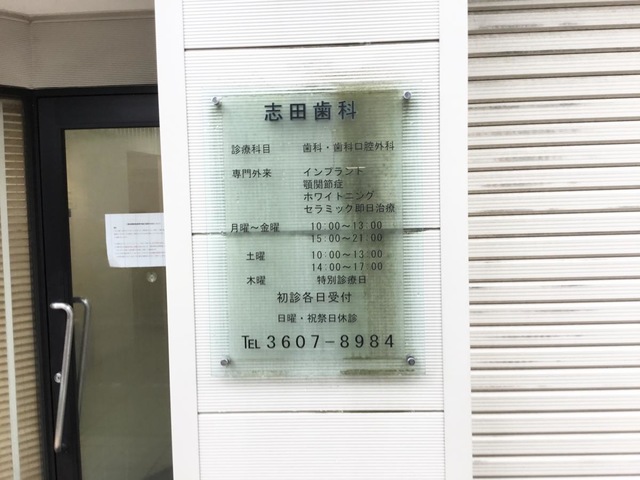 志田歯科
診療科目 歯科・歯科口腔外科
専門外来 インプラント
顎関節症
ホワイトニング
セラミック即日治療
月曜〜金曜 10:00〜13:00
15:00〜21:00
土曜 10:00〜13:00
14:00〜17:00
木曜 特別診療日
初診各日受付
日曜・祝祭日休診
TEL 3607-8984